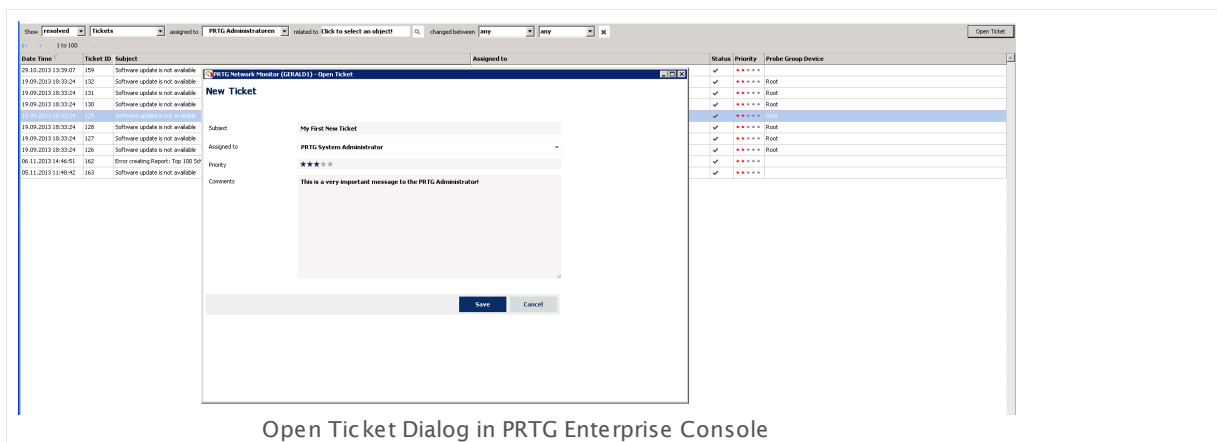 Show resolved Tickets assigned to PRTG Administratoren related to Click to select an object! changed between any any Open Ticket
1 to 100
Date Time Ticket ID Subject Assigned to Status Priority Probe Group Device
29.10.2013 13:39:07 159 Software update is not available
19.09.2013 18:33:24 132 Software update is not available Root
19.09.2013 18:33:24 131 Software update is not available Root
19.09.2013 18:33:24 130 Software update is not available Root
19.09.2013 18:33:24 129 Software update is not available Root
19.09.2013 18:33:24 128 Software update is not available Root
19.09.2013 18:33:24 127 Software update is not available Root
19.09.2013 18:33:24 126 Software update is not available Root
06.11.2013 14:46:51 162 Error creating Report: Top 100 Sch
05.11.2013 11:48:42 163 Software update is not available
PRTG Network Monitor (GERALD1) - Open Ticket
New Ticket
Subject My First New Ticket
Assigned to PRTG System Administrator
Priority
Comments This is a very important message to the PRTG Administrator!
Save Cancel
Open Ticket Dialog in PRTG Enterprise Console